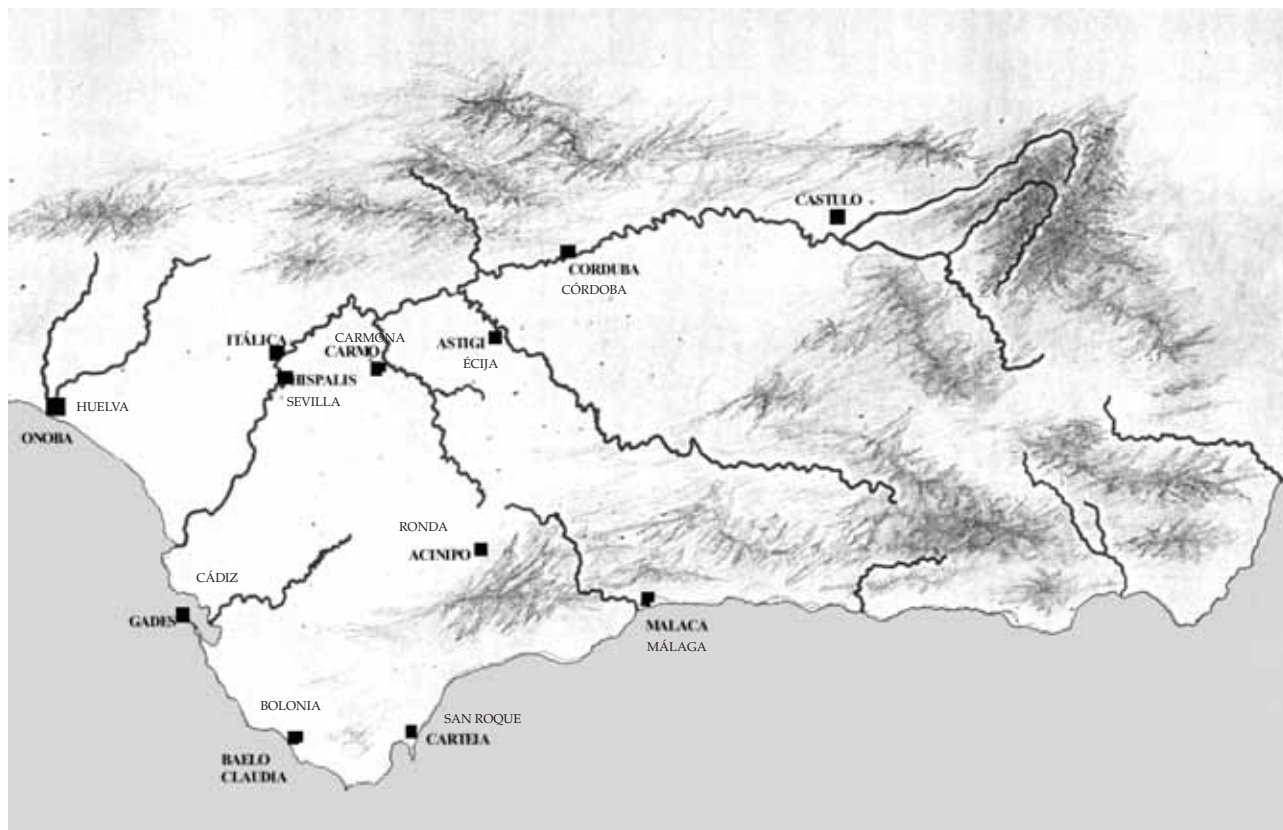 CASTULO
CORDUBA
CÓRDOBA
ITÁLICA
CARMONA
CARMO
ASTIGI
ÉCIJA
HISPALIS
SEVILLA
HUELVA
ONOBA
RONDA
ACINIPO
CÁDIZ
GADES
MALACA
MÁLAGA
BOLONIA
BAELO
CLAUDIA
SAN ROQUE
CARTEIA